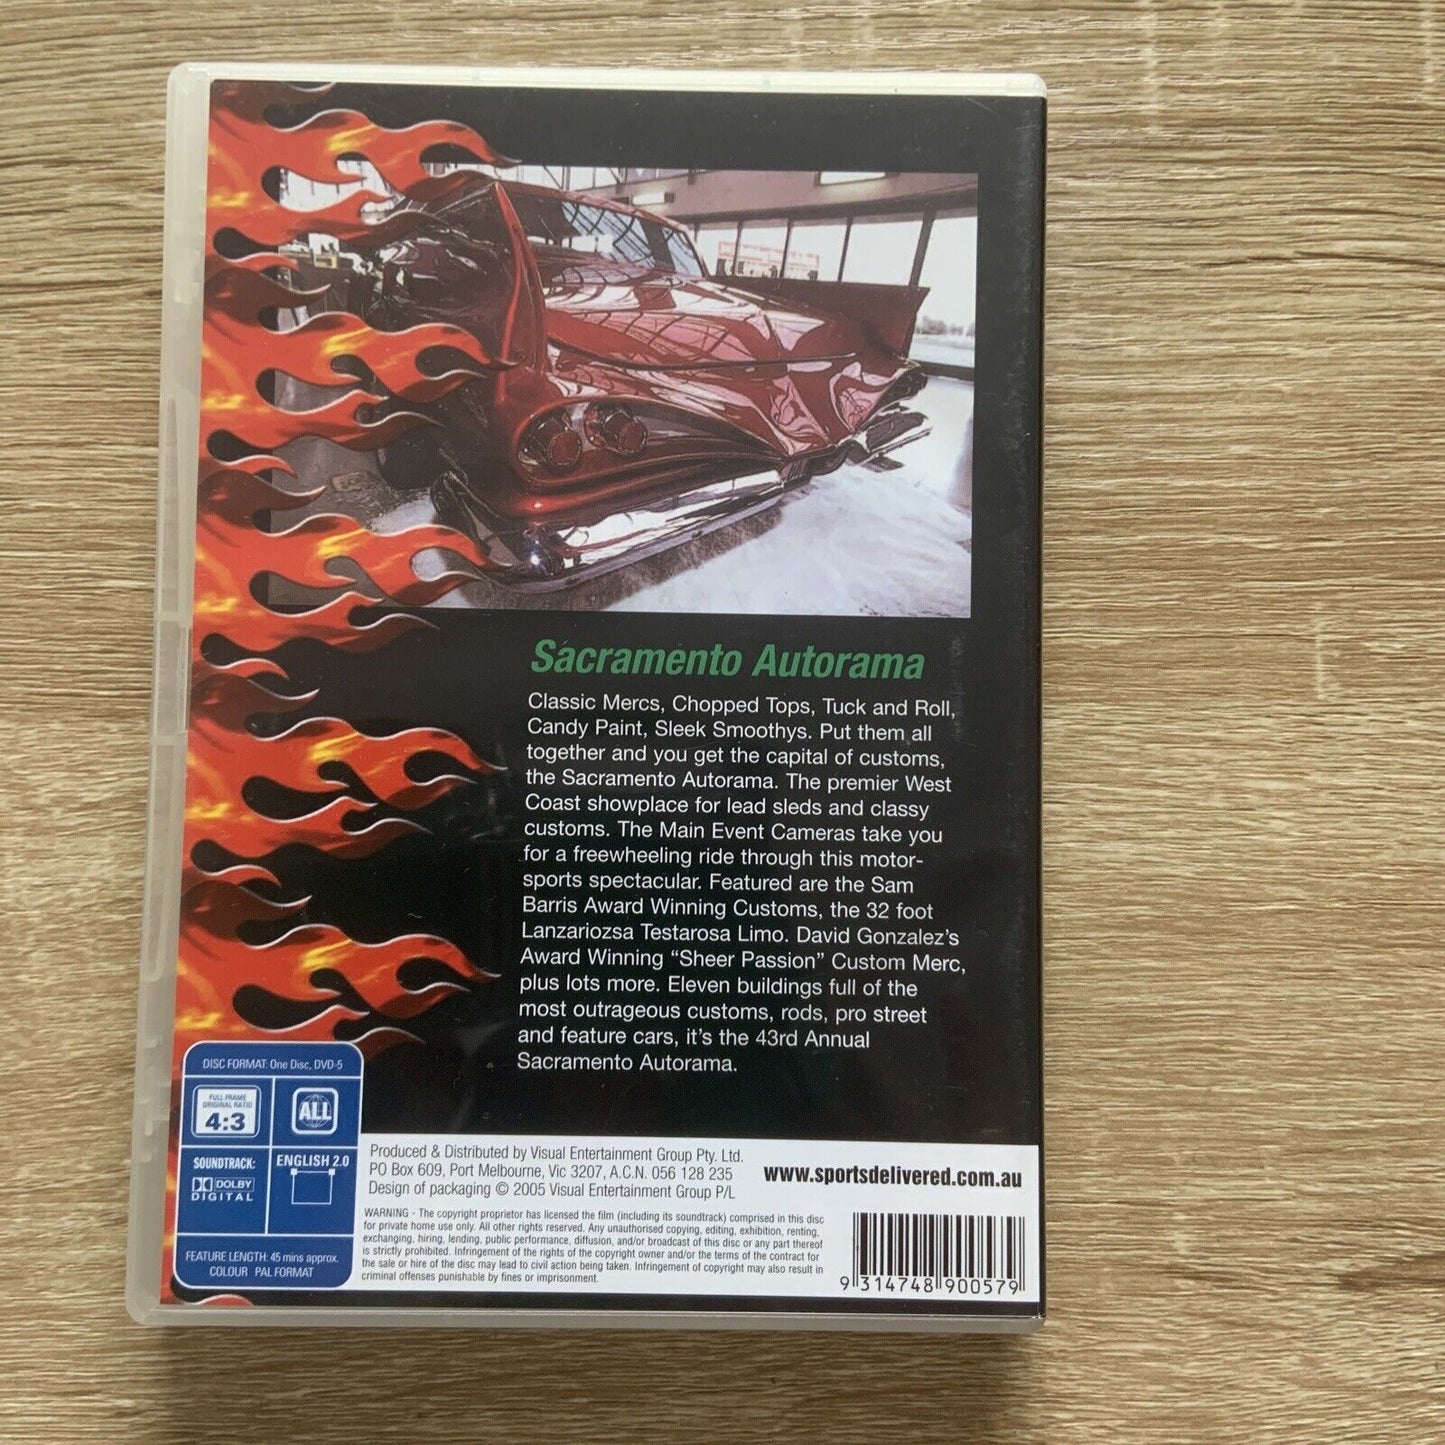 Sacramento Autorama
Classic Mercs, Chopped Tops, Tuck and Roll,
Candy Paint, Sleek Smoothys. Put them all
together and you get the capital of customs,
the Sacramento Autorama. The premier West
Coast showplace for lead sleds and classy
customs. The Main Event Cameras take you
for a freewheeling ride through this motor-
sports spectacular. Featured are the Sam
Barris Award Winning Customs, the 32 foot
Lanzariozsa Testarosa Limo. David Gonzalez's
Award Winning “Sheer Passion” Custom Merc,
plus lots more. Eleven buildings full of the
most outrageous customs, rods, pro street
and feature cars, it's the 43rd Annual
Sacramento Autorama.
DISC FORMAT: One Disc, DVD-5
FULL FRAME
ORIGINAL RATIO
4:3
ALL
SOUNDTRACK:
DOLBY
DIGITAL
ENGLISH 2.0
FEATURE LENGTH: 45 mins approx.
COLOUR PAL FORMAT
Produced & Distributed by Visual Entertainment Group Pty. Ltd.
PO Box 609, Port Melbourne, Vic 3207, A.C.N. 056 128 235
Design of packaging © 2005 Visual Entertainment Group P/L
www.sportsdelivered.com.au
WARNING - The copyright proprietor has licensed the film (including its soundtrack) comprised in this disc
for private home use only. All other rights reserved. Any unauthorised copying, editing, exhibition, renting,
exchanging, hiring, lending, public performance, diffusion, and/or broadcast of this disc or any part thereof
is strictly prohibited. Infringement of the rights of the copyright owner and/or the terms of the contract for
the sale or hire of the disc may lead to civil action being taken. Infringement of copyright may also result in
criminal offenses punishable by fines or imprisonment.
9 314748 900579